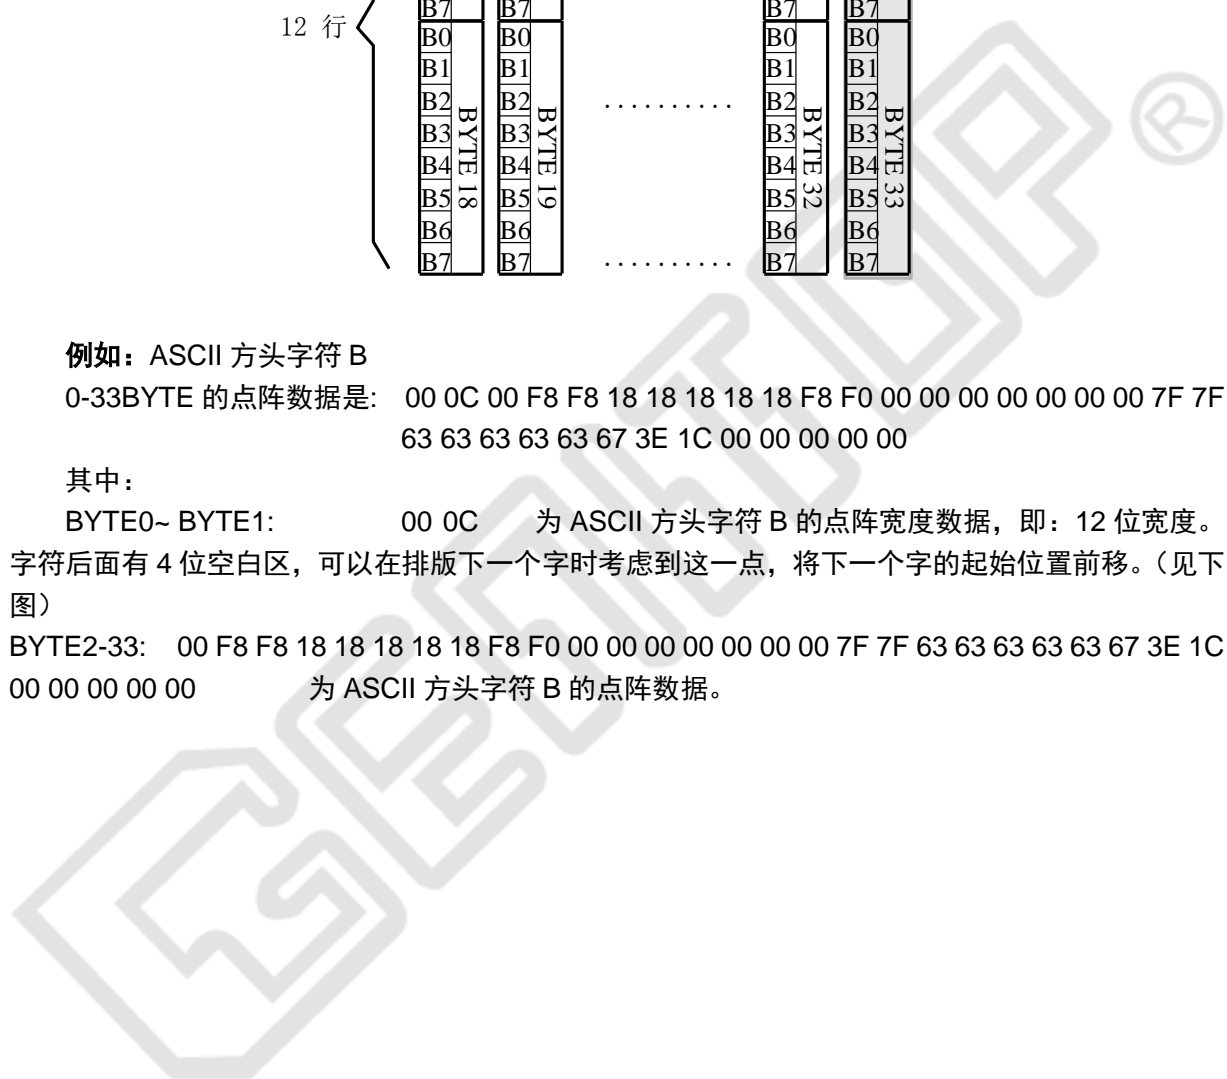 B7 B7 B7 B7
12 行
B0 B0 B0 B0
B1 B1 B1 B1
B2 B2 .......... B2 B2
B3 B3 B3 B3
B4 B4 B4 B4
B5 B5 B5 B5
B6 B6 B6 B6
B7 B7 .......... B7 B7
BYTE 18 BYTE 19 BYTE 32 BYTE 33
例如：ASCII 方头字符 B
0-33BYTE 的点阵数据是: 00 0C 00 F8 F8 18 18 18 18 18 F8 F0 00 00 00 00 00 00 00 7F 7F
63 63 63 63 63 67 3E 1C 00 00 00 00 00
其中：
BYTE0~ BYTE1: 00 0C 为 ASCII 方头字符 B 的点阵宽度数据，即：12 位宽度。
字符后面有 4 位空白区，可以在排版下一个字时考虑到这一点，将下一个字的起始位置前移。（见下
图）
BYTE2-33: 00 F8 F8 18 18 18 18 18 F8 F0 00 00 00 00 00 00 00 7F 7F 63 63 63 63 63 67 3E 1C
00 00 00 00 00 为 ASCII 方头字符 B 的点阵数据。
GENITOP®